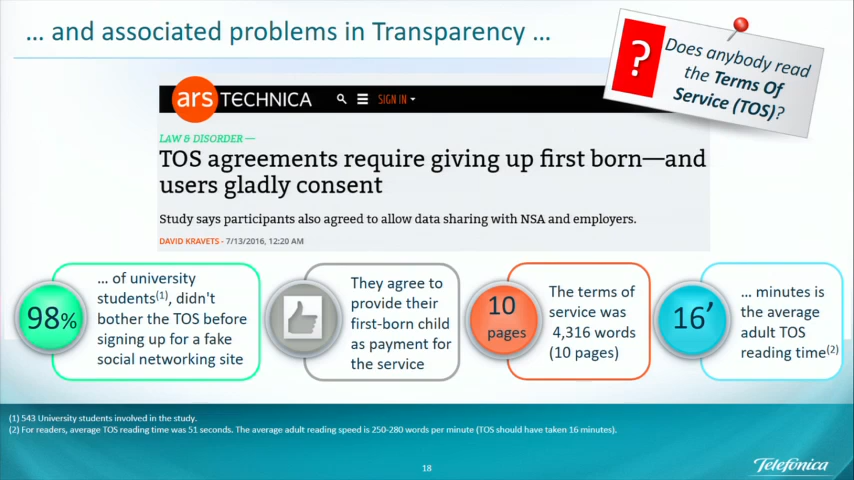 ... and associated problems in Transparency ...
?
Does anybody read
the Terms Of
Service (TOS)?
ars TECHNICA
SIGN IN
LAW & DISORDER —
TOS agreements require giving up first born—and
users gladly consent
Study says participants also agreed to allow data sharing with NSA and employers.
DAVID KRAVETS - 7/13/2016, 12:20 AM
98%
... of university
students(1), didn't
bother the TOS before
signing up for a fake
social networking site
They agree to
provide their
first-born child
as payment for
the service
10
pages
The terms of
service was
4,316 words
(10 pages)
16’
... minutes is
the average
adult TOS
reading time(2)
(1) 543 University students involved in the study.
(2) For readers, average TOS reading time was 51 seconds. The average adult reading speed is 250-280 words per minute (TOS should have taken 16 minutes).
18
Telefónica